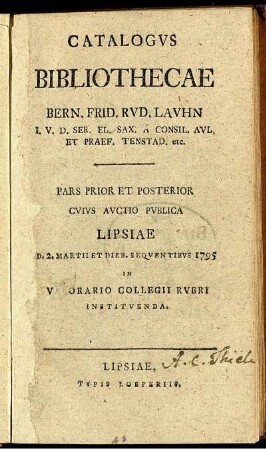 CATALOGVS
BIBLIOTHECAE
BERN. FRID. RVD. LAVHN
I. V. D. SER. EL. SAX. A CONSIL. AVL.
ET PRAEF. TENSTAD. etc.
PARS PRIOR ET POSTERIOR
CVIVS AVCTIO PVBLICA
LIPSIAE
D. 2. MARTII ET DIEB. SEQVENTIBVS 1795
IN
V ORARIO COLLEGII RVBRI
INSTITVENDA.
LIPSIAE,
TYPIS LOEPERIIS.
A. C.